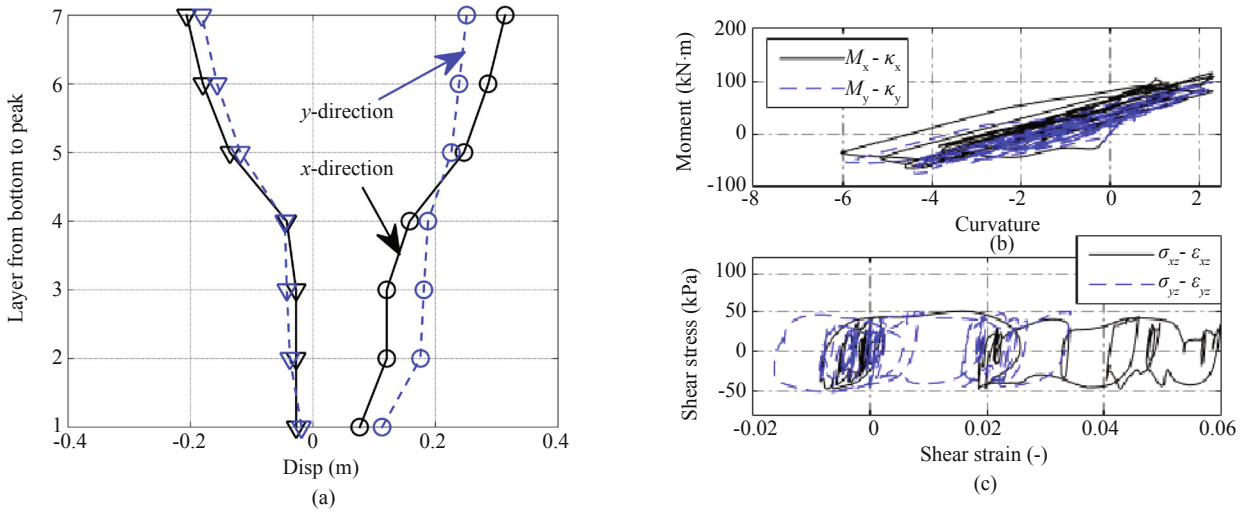 7
6
5
4
3
2
1
Layer from bottom to peak
y-direction
x-direction
-0.4
-0.2
0
0.2
0.4
Disp (m)
(a)
200
100
0
-100
Moment (kN·m)
Mx - κx
My - κy
-8
-6
-4
-2
0
2
Curvature
(b)
100
50
0
-50
Shear stress (kPa)
σxz - εxz
σyz - εyz
-0.02
0
0.02
0.04
0.06
Shear strain (-)
(c)